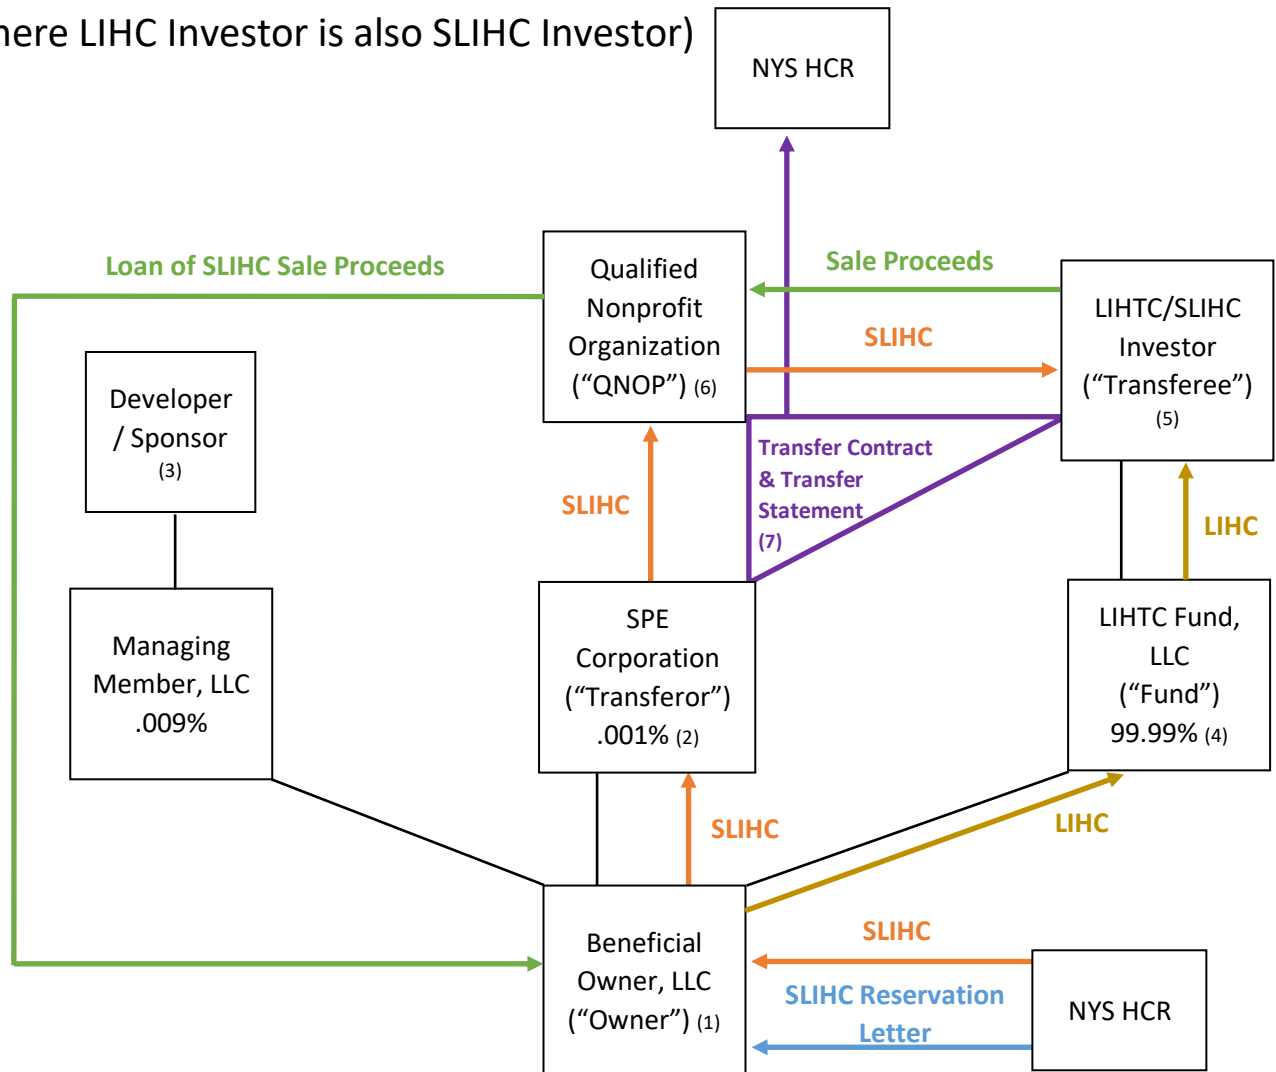 here LIHC Investor is also SLIHC Investor)
NYS HCR
Loan of SLIHC Sale Proceeds
Qualified
Nonprofit
Organization
(“QNOP”) (6)
Sale Proceeds
SLIHC
LIHTC/SLIHC
Investor
(“Transferee”)
(5)
Developer
/ Sponsor
(3)
Transfer Contract
& Transfer
Statement
(7)
SLIHC
LIHC
Managing
Member, LLC
.009%
SPE
Corporation
(“Transferor”)
.001% (2)
LIHTC Fund,
LLC
(“Fund”)
99.99% (4)
SLIHC
LIHC
Beneficial
Owner, LLC
(“Owner”) (1)
SLIHC
SLIHC Reservation
Letter
NYS HCR